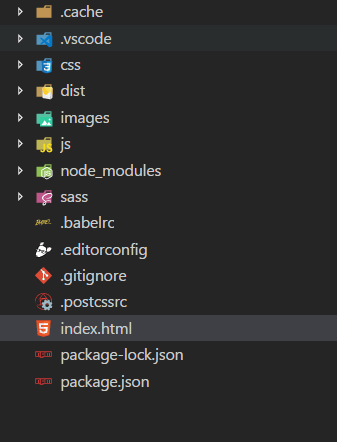 .cache
.vscode
css
dist
images
js
node_modules
sass
.babelrc
.editorconfig
.gitignore
.postcssrc
index.html
package-lock.json
package.json